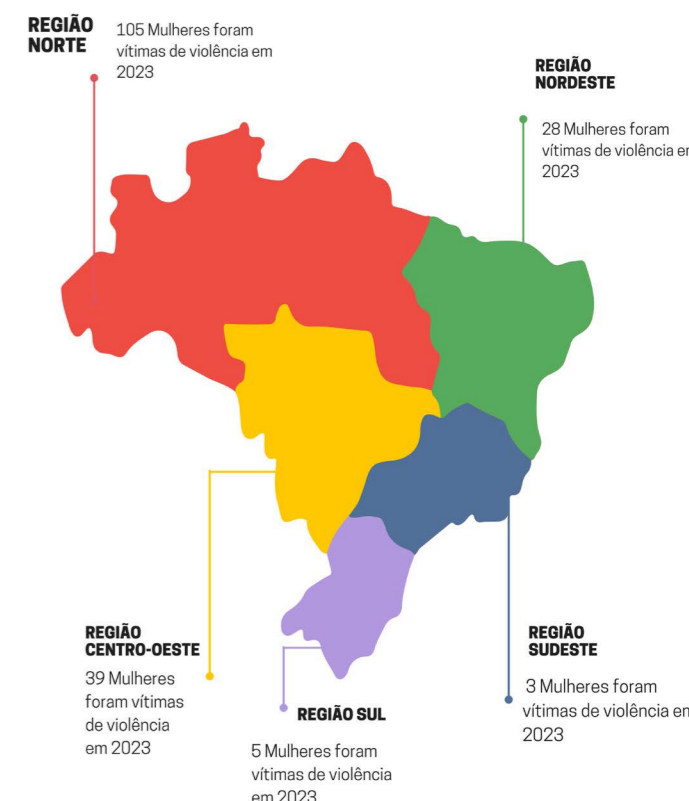 REGIÃO
NORTE
105 Mulheres foram
vítimas de violência em
2023
REGIÃO
NORDESTE
28 Mulheres foram
vítimas de violência
2023
REGIÃO
CENTRO-OESTE
39 Mulheres
foram vítimas
de violência
em 2023
REGIÃO SUL
5 Mulheres foram
vítimas de violência
em 2023
REGIÃO
SUDESTE
3 Mulheres foram
vítimas de violência
2023